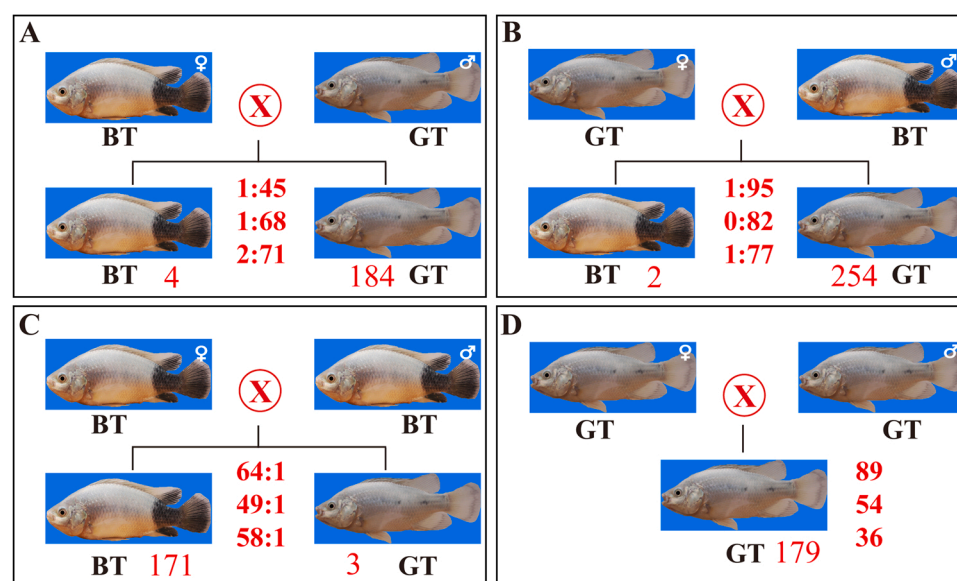 A
♀
♂
X
BT
GT
1:45
1:68
2:71
BT 4
184 GT
B
♀
♂
X
GT
BT
1:95
0:82
1:77
BT 2
254 GT
C
♀
♂
X
BT
BT
64:1
49:1
58:1
BT 171
3 GT
D
♀
♂
X
GT
GT
89
54
36
GT 179